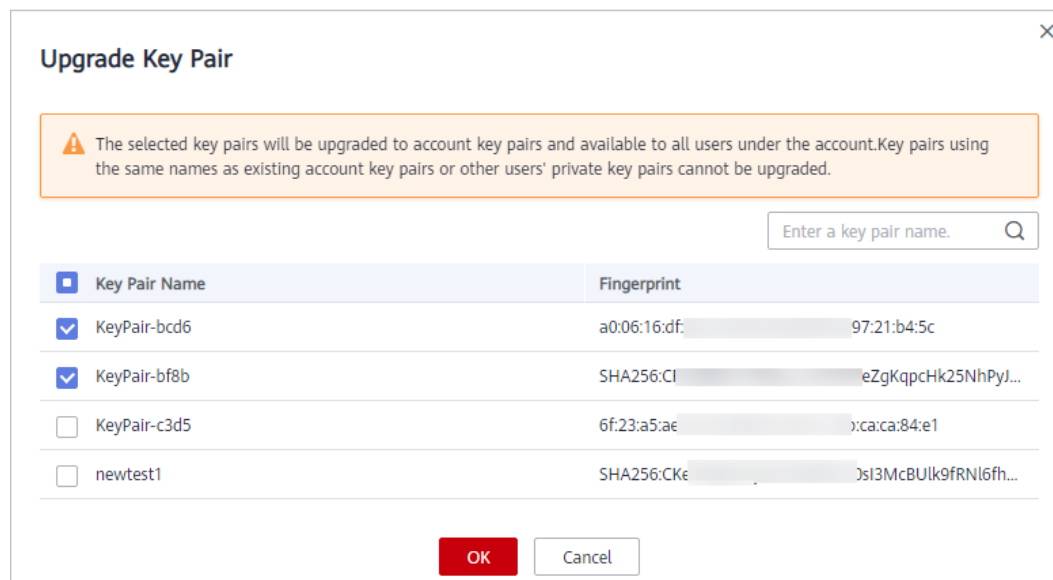 Upgrade Key Pair
The selected key pairs will be upgraded to account key pairs and available to all users under the account.Key pairs using
the same names as existing account key pairs or other users' private key pairs cannot be upgraded.
Enter a key pair name.
Key Pair Name Fingerprint
KeyPair-bcd6 a0:06:16:df: 97:21:b4:5c
KeyPair-bf8b SHA256:C eZgKqpcHk25NhPyJ...
KeyPair-c3d5 6f:23:a5:ae :ca:ca:84:e1
newtest1 SHA256:CKe sI3McBUlk9fRNl6fh...
OK Cancel